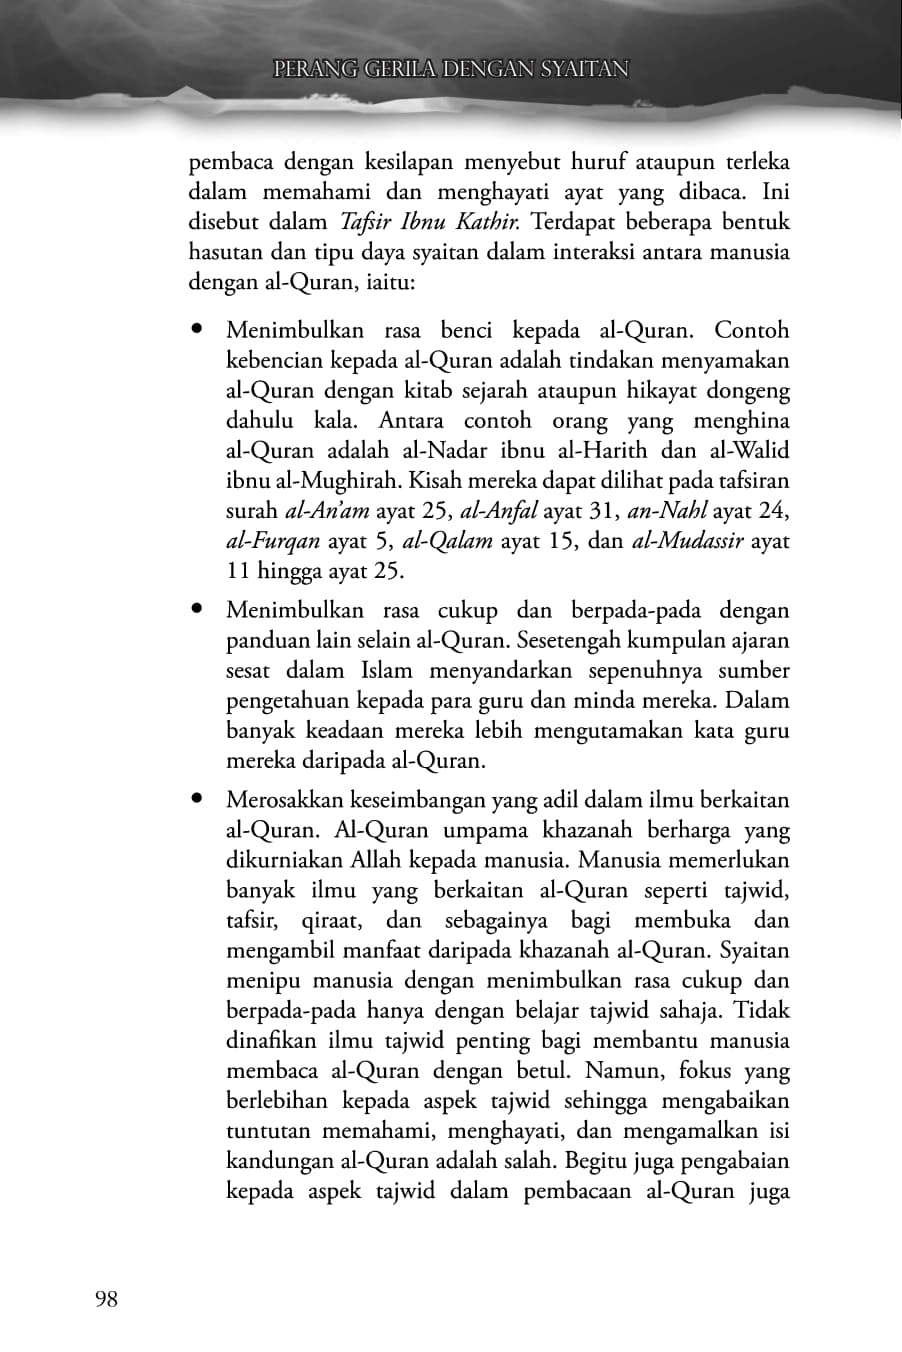 PERANG GERILA DENGAN SYAITAN
pembaca dengan kesilapan menyebut huruf ataupun terleka
dalam memahami dan menghayati ayat yang dibaca. Ini
disebut dalam Tafsir Ibnu Kathir. Terdapat beberapa bentuk
hasutan dan tipu daya syaitan dalam interaksi antara manusia
dengan al-Quran, iaitu:
• Menimbulkan rasa benci kepada al-Quran. Contoh
kebencian kepada al-Quran adalah tindakan menyamakan
al-Quran dengan kitab sejarah ataupun hikayat dongeng
dahulu kala. Antara contoh orang yang menghina
al-Quran adalah al-Nadar ibnu al-Harith dan al-Walid
ibnu al-Mughirah. Kisah mereka dapat dilihat pada tafsiran
surah al-An’am ayat 25, al-Anfal ayat 31, an-Nahl ayat 24,
al-Furqan ayat 5, al-Qalam ayat 15, dan al-Mudassir ayat
11 hingga ayat 25.
• Menimbulkan rasa cukup dan berpada-pada dengan
panduan lain selain al-Quran. Sesetengah kumpulan ajaran
sesat dalam Islam menyandarkan sepenuhnya sumber
pengetahuan kepada para guru dan minda mereka. Dalam
banyak keadaan mereka lebih mengutamakan kata guru
mereka daripada al-Quran.
• Merosakkan keseimbangan yang adil dalam ilmu berkaitan
al-Quran. Al-Quran umpama khazanah berharga yang
dikurniakan Allah kepada manusia. Manusia memerlukan
banyak ilmu yang berkaitan al-Quran seperti tajwid,
tafsir, qiraat, dan sebagainya bagi membuka dan
mengambil manfaat daripada khazanah al-Quran. Syaitan
menipu manusia dengan menimbulkan rasa cukup dan
berpada-pada hanya dengan belajar tajwid sahaja. Tidak
dinafikan ilmu tajwid penting bagi membantu manusia
membaca al-Quran dengan betul. Namun, fokus yang
berlebihan kepada aspek tajwid sehingga mengabaikan
tuntutan memahami, menghayati, dan mengamalkan isi
kandungan al-Quran adalah salah. Begitu juga pengabaian
kepada aspek tajwid dalam pembacaan al-Quran juga
98